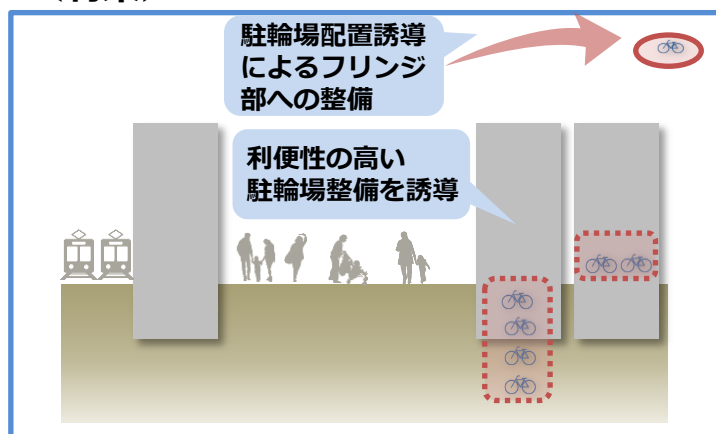 駐輪場配置誘導
によるフリンジ
部への整備
利便性の高い
駐輪場整備を誘導